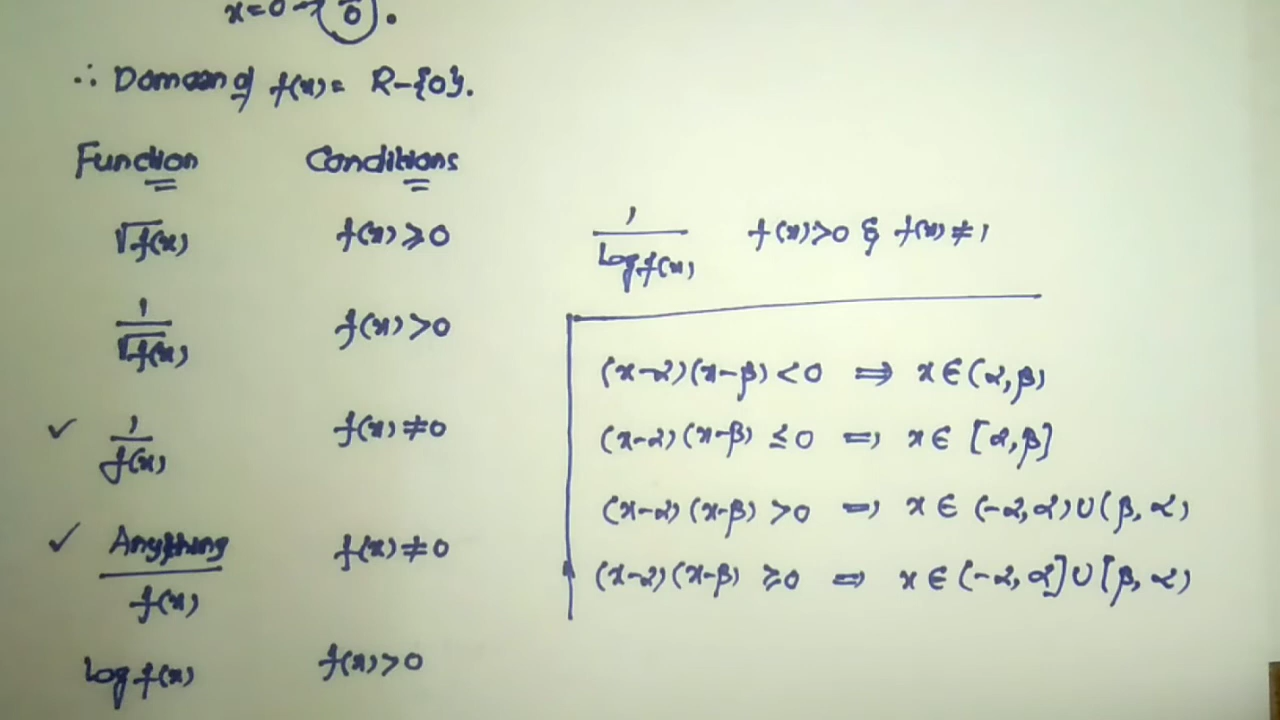 x=0 → 0/0 .
∴ Domain of f(x) = R-{0}.
Function Conditions
√f(x) f(x) ≥ 0
1/√f(x) f(x) > 0
✓ 1/f(x) f(x) ≠ 0
✓ Anything/f(x) f(x) ≠ 0
log f(x) f(x) > 0
1/log f(x) f(x) > 0 & f(x) ≠ 1
(x-α)(x-β) < 0 ⇒ x ∈ (α, β)
(x-α)(x-β) ≤ 0 ⇒ x ∈ [α, β]
(x-α)(x-β) > 0 ⇒ x ∈ (-∞, α) ∪ (β, ∞)
(x-α)(x-β) ≥ 0 ⇒ x ∈ (-∞, α] ∪ [β, ∞)